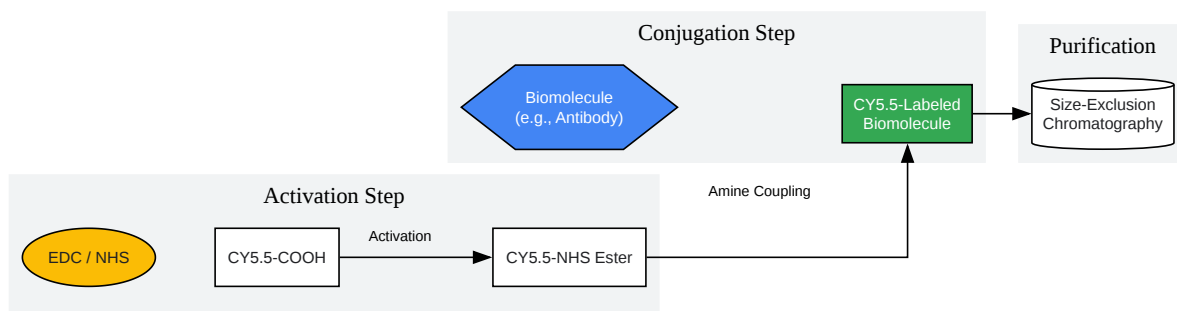 Conjugation Step
Purification
Biomolecule
(e.g., Antibody)
CY5.5-Labeled
Biomolecule
Size-Exclusion
Chromatography
Activation Step
Amine Coupling
EDC / NHS
CY5.5-COOH
Activation
CY5.5-NHS Ester